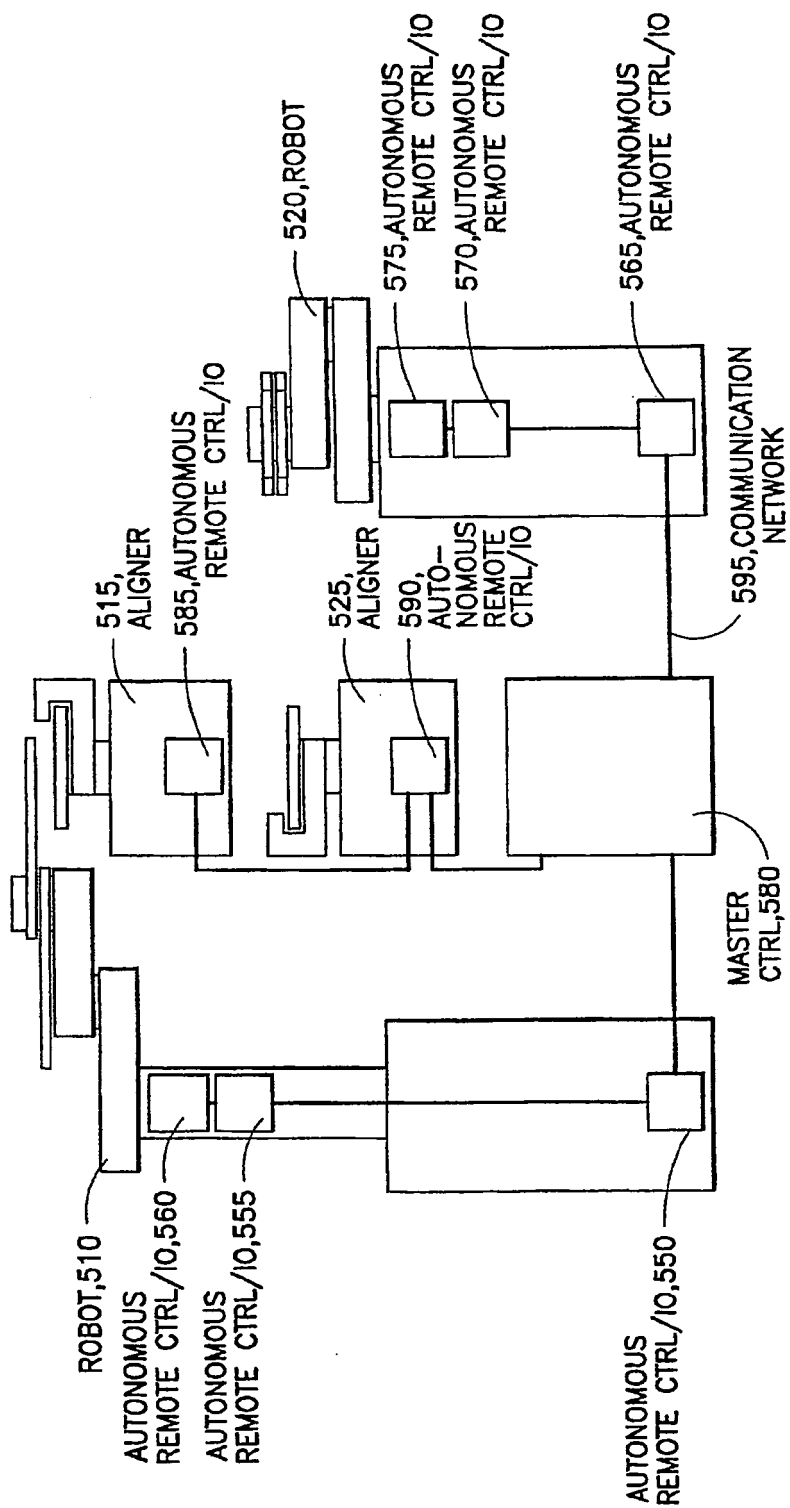 ROBOT,510
AUTONOMOUS
REMOTE CTRL/IO,560
AUTONOMOUS
REMOTE CTRL/IO,555
AUTONOMOUS
REMOTE CTRL/IO,550
MASTER
CTRL,580
515,
ALIGNER
585,AUTONOMOUS
REMOTE CTRL/IO
525,
ALIGNER
590,
AUTO-
NOMOUS
REMOTE
CTRL/IO
520,ROBOT
575,AUTONOMOUS
REMOTE CTRL/IO
570,AUTONOMOUS
REMOTE CTRL/IO
565,AUTONOMOUS
REMOTE CTRL/IO
595,COMMUNICATION
NETWORK